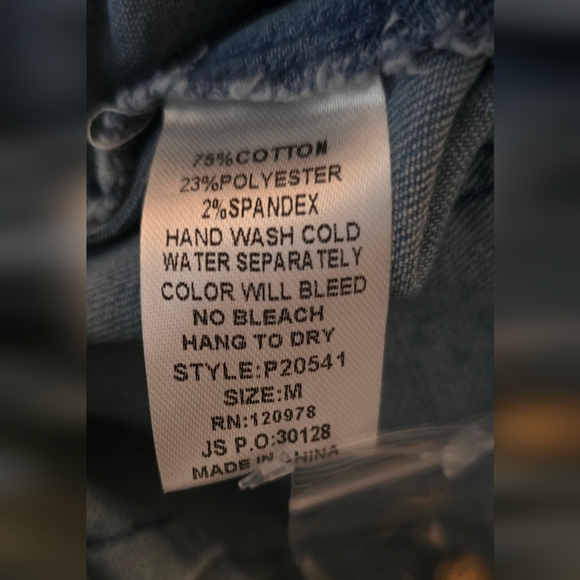 75%COTTON
23%POLYESTER
2%SPANDEX
HAND WASH COLD
WATER SEPARATELY
COLOR WILL BLEED
NO BLEACH
HANG TO DRY
STYLE:P20541
SIZE:M
RN:120978
JS P.O:30128
MADE IN CHINA